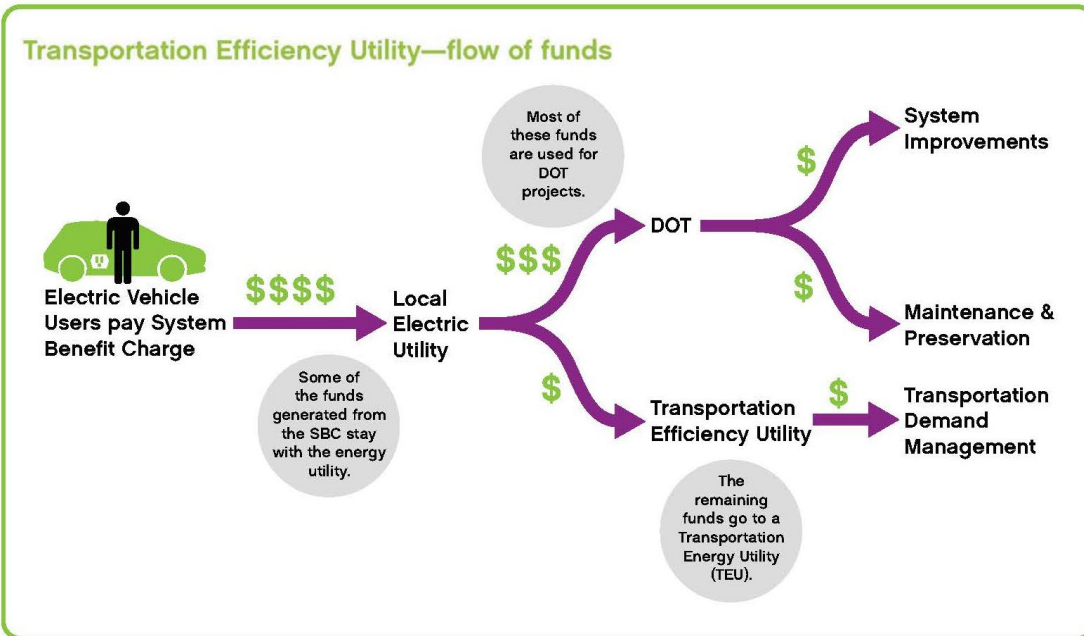 Transportation Efficiency Utility—flow of funds
Electric Vehicle
Users pay System
Benefit Charge
$$$$
Some of
the funds
generated from
the SBC stay
with the energy
utility.
Local
Electric
Utility
Most of
these funds
are used for
DOT
projects.
$$$
DOT
$
System
Improvements
$
Maintenance &
Preservation
$
Transportation
Efficiency Utility
The
remaining
funds go to a
Transportation
Energy Utility
(TEU).
$
Transportation
Demand
Management